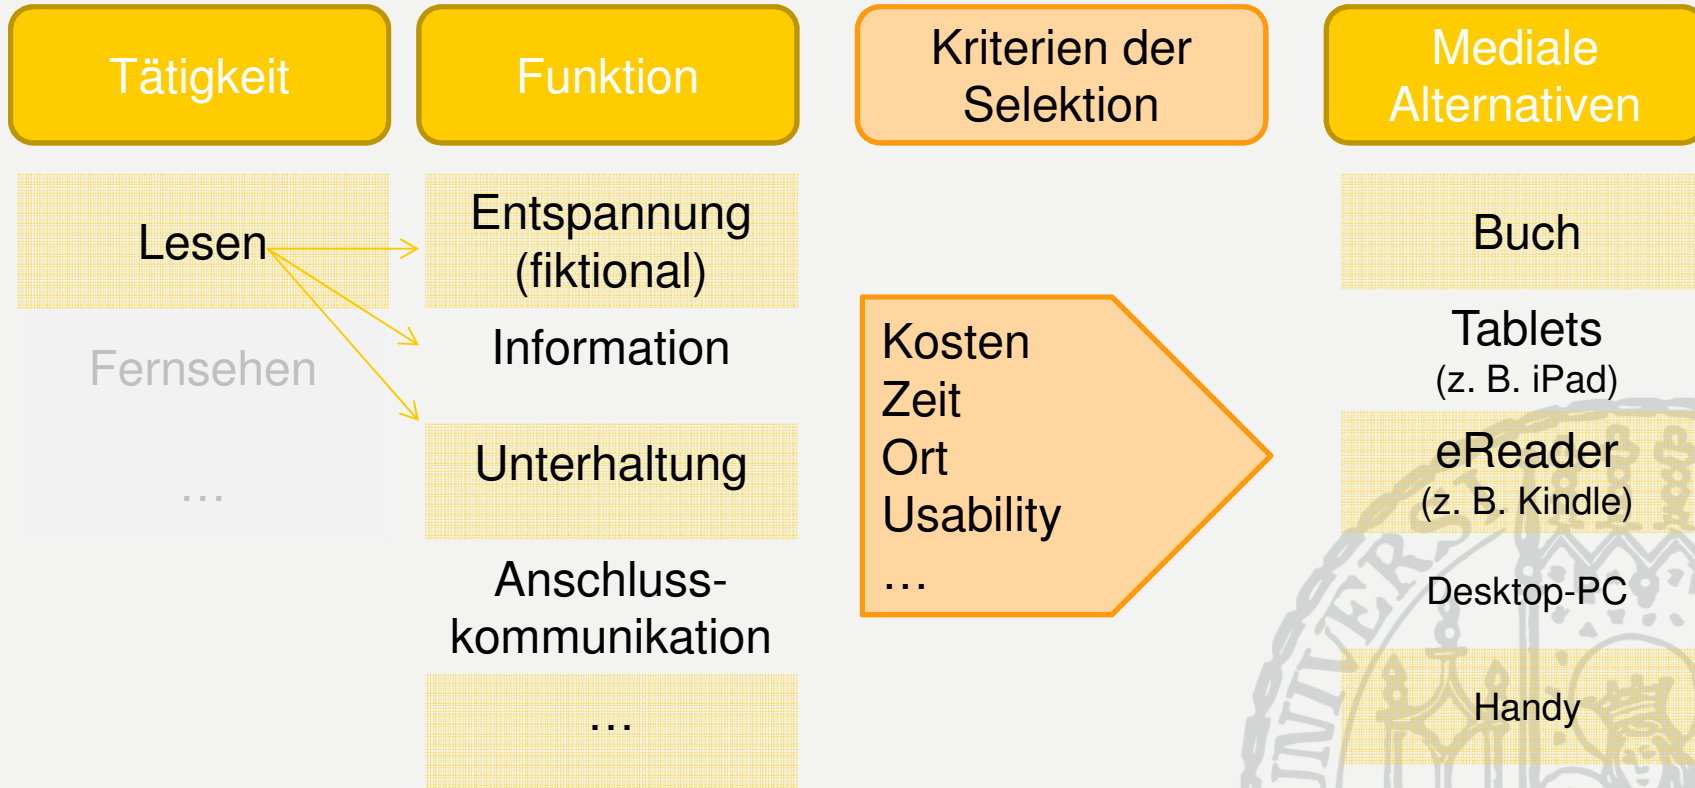 Tätigkeit
Funktion
Kriterien der
Selektion
Mediale
Alternativen
Lesen
Fernsehen
…
Entspannung
(fiktional)
Information
Unterhaltung
Anschluss-
kommunikation
…
Kosten
Zeit
Ort
Usability
…
Buch
Tablets
(z. B. iPad)
eReader
(z. B. Kindle)
Desktop-PC
Handy
UNIVERSI